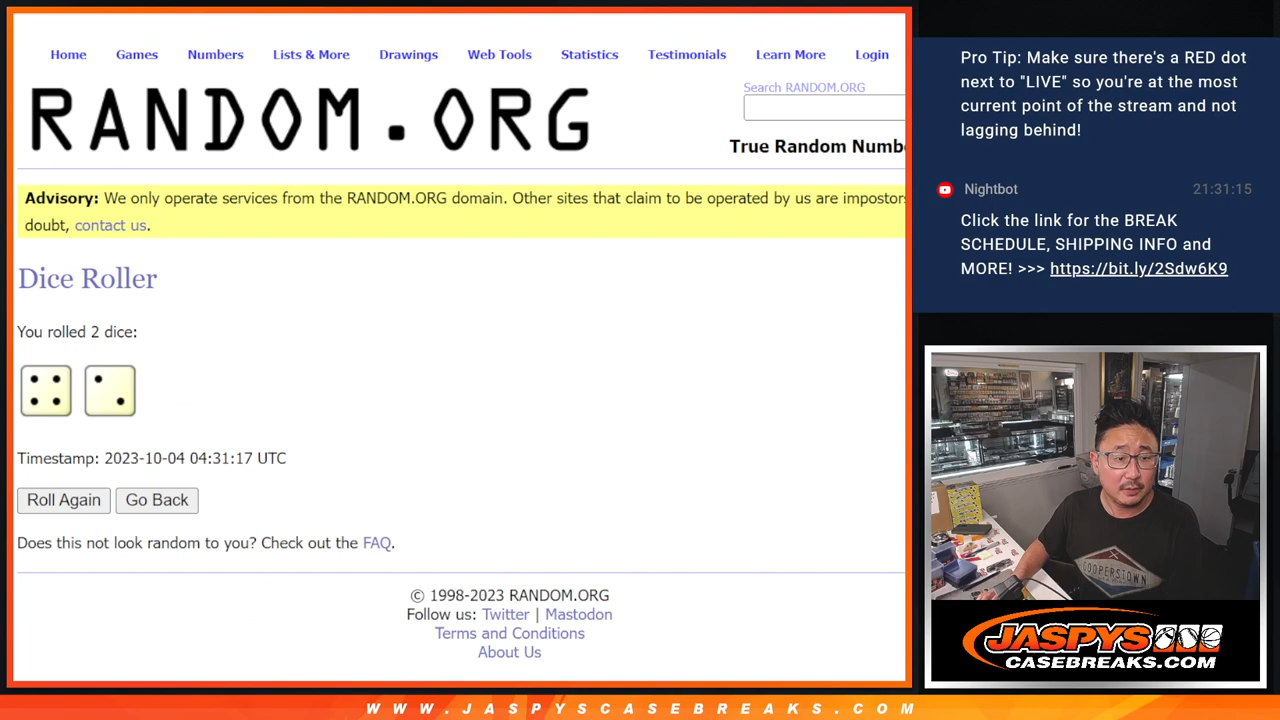 Home Games Numbers Lists & More Drawings Web Tools Statistics Testimonials Learn More Login
RANDOM.ORG
Search RANDOM.ORG
True Random
Advisory: We only operate services from the RANDOM.ORG domain. Other sites that claim to be operated by us are
doubt, contact us.
Dice Roller
You rolled 2 dice:
Timestamp: 2023-10-04 04:31:17 UTC
Roll Again Go Back
Does this not look random to you? Check out the FAQ.
© 1998-2023 RANDOM.ORG
Follow us: Twitter | Mastodon
Terms and Conditions
About Us
Pro Tip: Make sure there's a RED dot
next to "LIVE" so you're at the most
current point of the stream and not
lagging behind!
Nightbot 21:31:15
Click the link for the BREAK
SCHEDULE, SHIPPING INFO and
MORE! >>> https://bit.ly/2Sdw6K9
COOPERSTOWN
JASPYS
CASEBREAKS.COM
WWW.JASPYSCASEBREAKS.COM